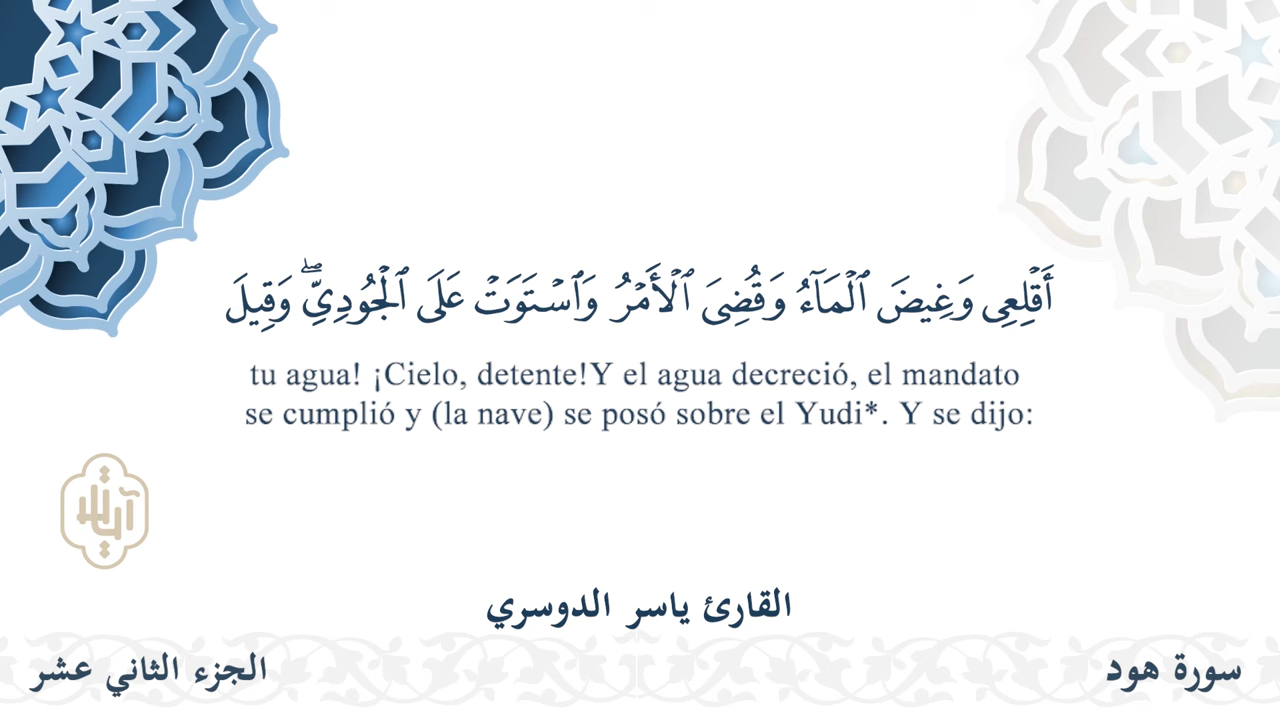 أَقْلِعِى وَغِيضَ ٱلْمَآءُ وَقُضِىَ ٱلْأَمْرُ وَٱسْتَوَتْ عَلَى ٱلْجُودِىِّۖ وَقِيلَ
tu agua! ¡Cielo, detente!Y el agua decreció, el mandato
se cumplió y (la nave) se posó sobre el Yudi*. Y se dijo:
القارئ ياسر الدوسري
الجزء الثاني عشر
سورة هود